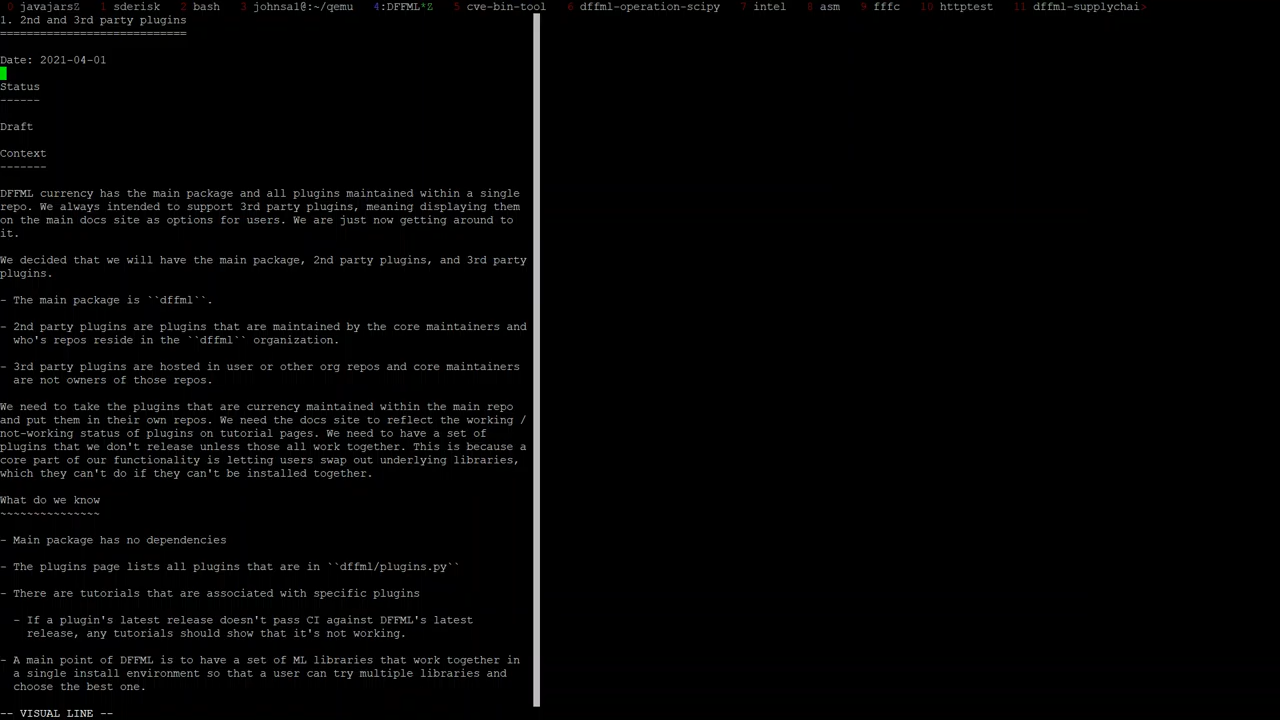 0 javajarsZ 1 sderisk 2 bash 3 johnsal@:~/qemu 4:DFFML*Z 5 cve-bin-tool 6 dffml-operation-scipy 7 intel 8 asm 9 fffc 10 httptest 11 dffml-supplychai>
1. 2nd and 3rd party plugins
============================
Date: 2021-04-01
Status
------
Draft
Context
-------
DFFML currency has the main package and all plugins maintained within a single
repo. We always intended to support 3rd party plugins, meaning displaying them
on the main docs site as options for users. We are just now getting around to
it.
We decided that we will have the main package, 2nd party plugins, and 3rd party
plugins.
- The main package is ``dffml``.
- 2nd party plugins are plugins that are maintained by the core maintainers and
who's repos reside in the ``dffml`` organization.
- 3rd party plugins are hosted in user or other org repos and core maintainers
are not owners of those repos.
We need to take the plugins that are currency maintained within the main repo
and put them in their own repos. We need the docs site to reflect the working /
not-working status of plugins on tutorial pages. We need to have a set of
plugins that we don't release unless those all work together. This is because a
core part of our functionality is letting users swap out underlying libraries,
which they can't do if they can't be installed together.
What do we know
~~~~~~~~~~~~~~~
- Main package has no dependencies
- The plugins page lists all plugins that are in ``dffml/plugins.py``
- There are tutorials that are associated with specific plugins
- If a plugin's latest release doesn't pass CI against DFFML's latest
release, any tutorials should show that it's not working.
- A main point of DFFML is to have a set of ML libraries that work together in
a single install environment so that a user can try multiple libraries and
choose the best one.
-- VISUAL LINE --